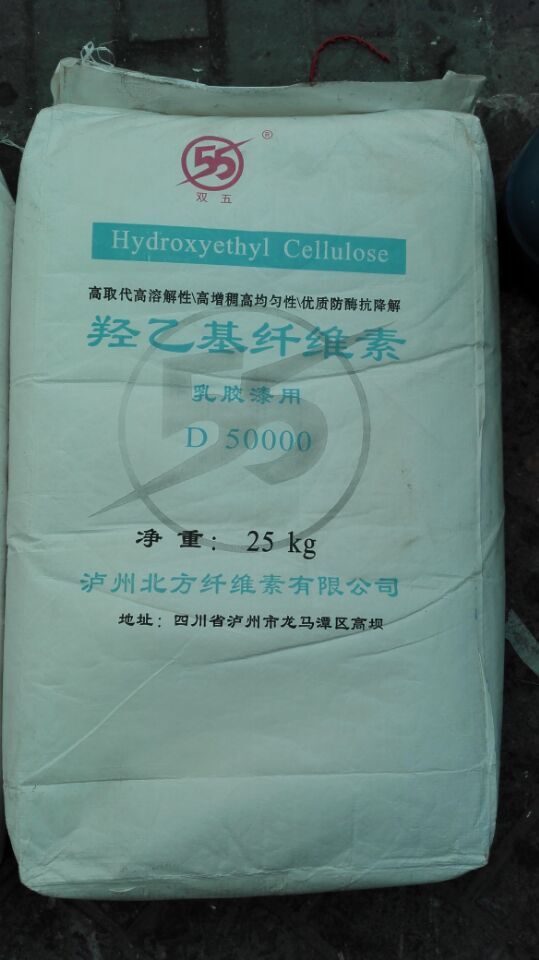 55
®
双五
Hydroxyethyl Cellulose
高取代高溶解性\高增稠高均匀性\优质防酶抗降解
羟乙基纤维素
乳胶漆用
D 50000
55
净重: 25 kg
泸州北方纤维素有限公司
地址: 四川省泸州市龙马潭区高坝